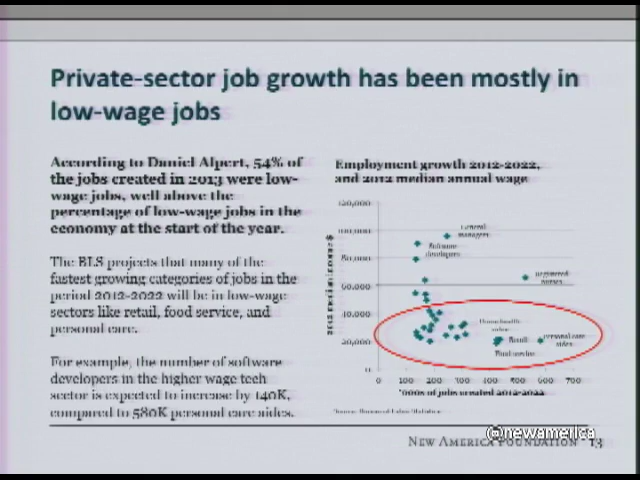 Private-sector job growth has been mostly in
low-wage jobs
According to Daniel Alpert, 54% of
the jobs created in 2013 were low-
wage jobs, well above the
percentage of low-wage jobs in the
economy at the start of the year.
The BLS projects that many of the
fastest growing categories of jobs in the
period 2012-2022 will be in low-wage
sectors like retail, food service, and
personal care.
For example, the number of software
developers in the higher wage tech
sector is expected to increase by 140K,
compared to 580K personal care aides.
Employment growth 2012-2022,
and 2012 median annual wage
120,000
100,000
80,000
60,000
40,000
20,000
0
0 100 200 300 400 500 600 700
2012 median income $
General
managers
Software
developers
Registered
nurses
Home health
aides
Retail
Personal care
aides
Food service
'000s of jobs created 2012-2022
Source: Bureau of Labor Statistics
NEW AMERICA FOUNDATION 13
@newamerica